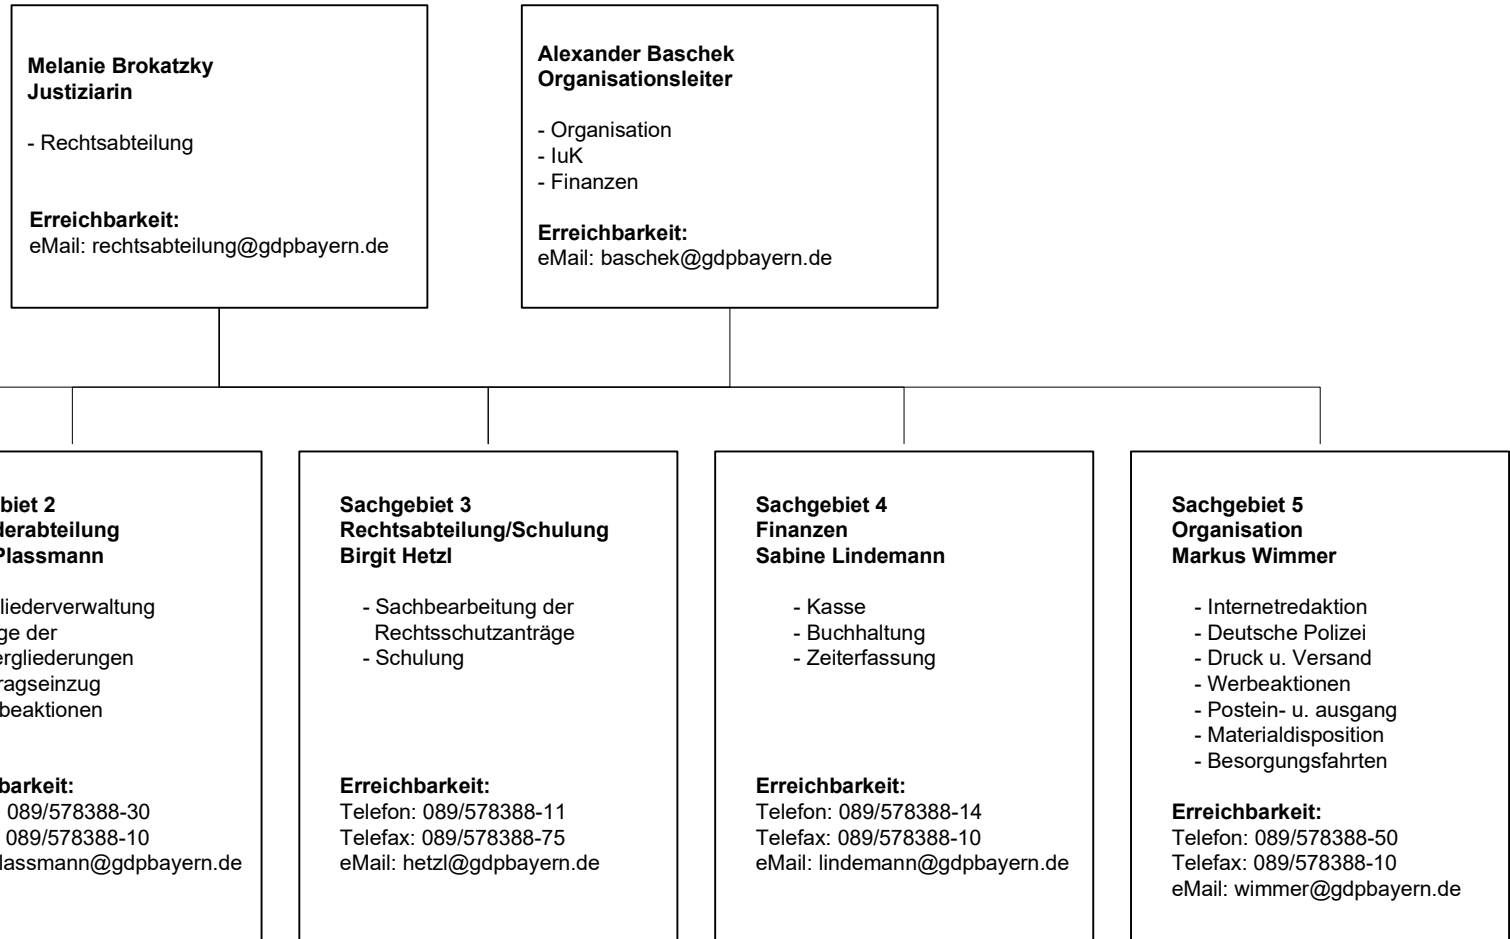 Melanie Brokatzky
Justiziarin
- Rechtsabteilung
Erreichbarkeit:
eMail: rechtsabteilung@gdpbayern.de
Alexander Baschek
Organisationsleiter
- Organisation
- IuK
- Finanzen
Erreichbarkeit:
eMail: baschek@gdpbayern.de
biet 2
derabteilung
Plassmann
liederverwaltung
ge der
ergliederungen
ragseinzug
beaktionen
barkeit:
089/578388-30
089/578388-10
lassmann@gdpbayern.de
Sachgebiet 3
Rechtsabteilung/Schulung
Birgit Hetzl
- Sachbearbeitung der
Rechtsschutzanträge
- Schulung
Erreichbarkeit:
Telefon: 089/578388-11
Telefax: 089/578388-75
eMail: hetzl@gdpbayern.de
Sachgebiet 4
Finanzen
Sabine Lindemann
- Kasse
- Buchhaltung
- Zeiterfassung
Erreichbarkeit:
Telefon: 089/578388-14
Telefax: 089/578388-10
eMail: lindemann@gdpbayern.de
Sachgebiet 5
Organisation
Markus Wimmer
- Internetredaktion
- Deutsche Polizei
- Druck u. Versand
- Werbeaktionen
- Postein- u. ausgang
- Materialdisposition
- Besorgungsfahrten
Erreichbarkeit:
Telefon: 089/578388-50
Telefax: 089/578388-10
eMail: wimmer@gdpbayern.de